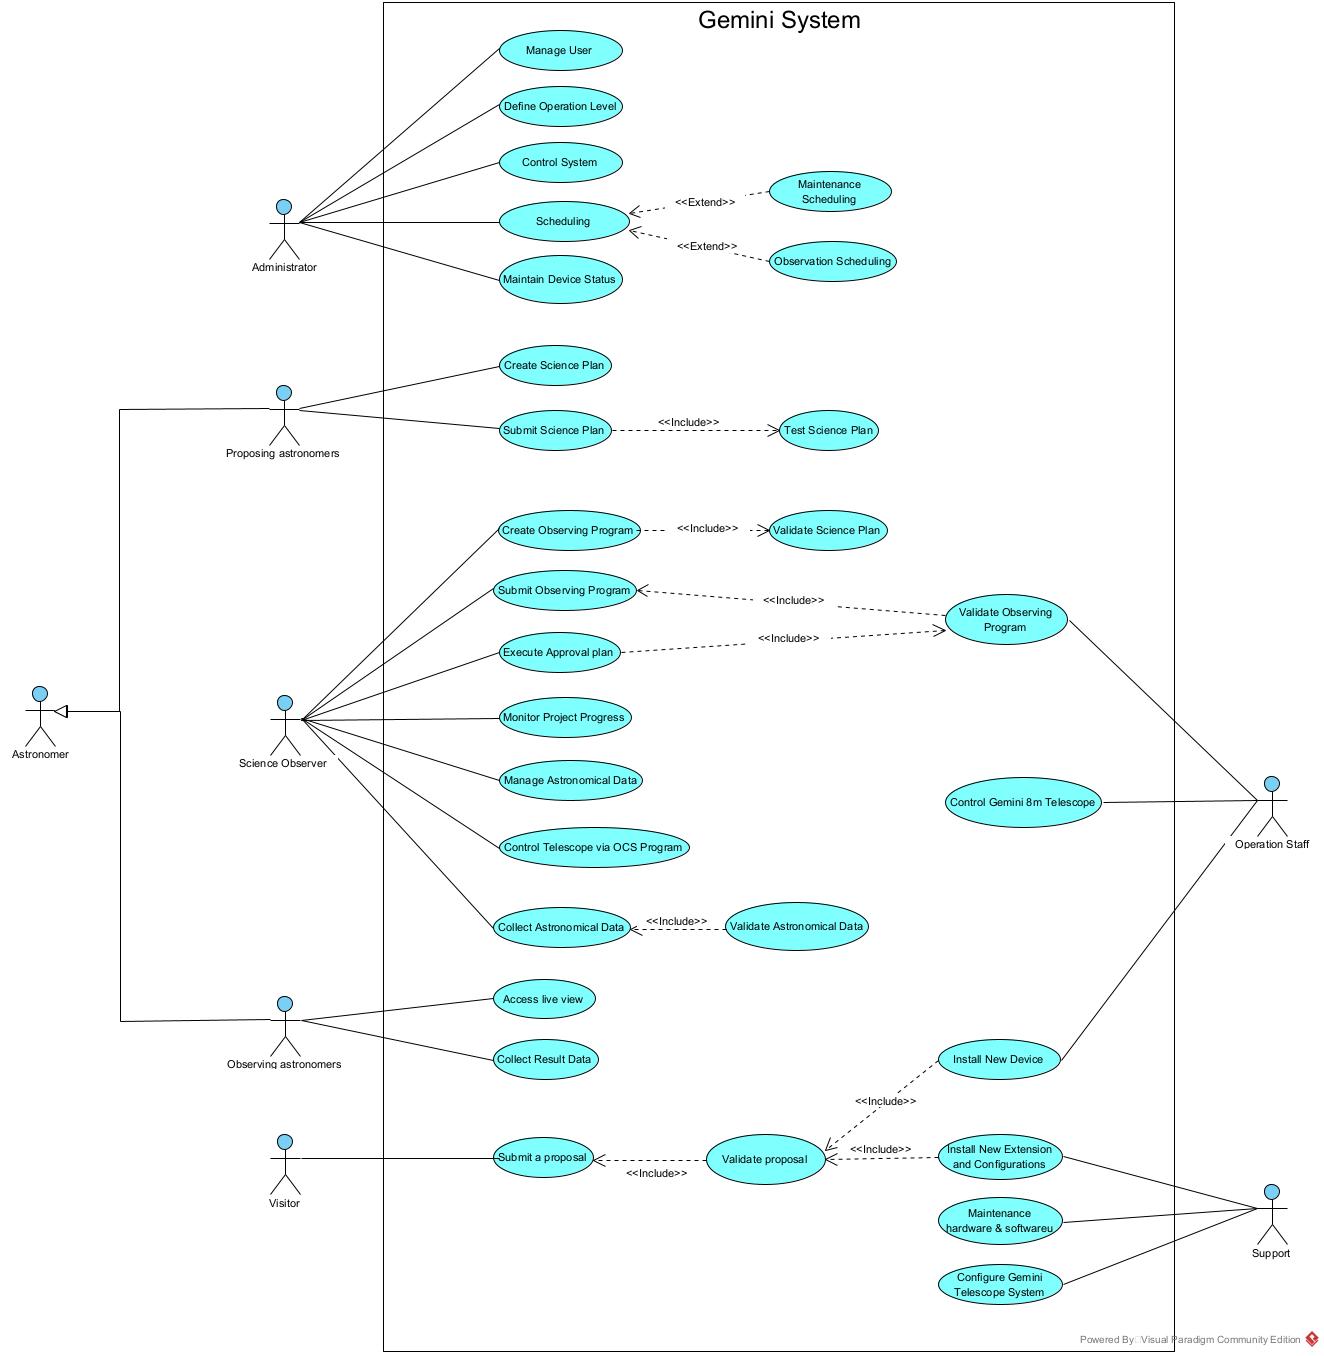 Gemini System
Manage User
Define Operation Level
Control System
Maintenance
Scheduling
<<Extend>>
Scheduling
<<Extend>>
Observation Scheduling
Administrator
Maintain Device Status
Create Science Plan
Proposing astronomers
Submit Science Plan
<<Include>>
Test Science Plan
Create Observing Program
<<Include>>
Validate Science Plan
Submit Observing Program
<<Include>>
Validate Observing
Program
Execute Approval plan
<<Include>>
Monitor Project Progress
Astronomer
Science Observer
Manage Astronomical Data
Control Gemini 8m Telescope
Operation Staff
Control Telescope via OCS Program
Collect Astronomical Data
<<Include>>
Validate Astronomical Data
Access live view
Observing astronomers
Collect Result Data
Install New Device
<<Include>>
Submit a proposal
<<Include>>
Validate proposal
<<Include>>
Install New Extension
and Configurations
Visitor
Maintenance
hardware & softwareu
Support
Configure Gemini
Telescope System
Powered By Visual Paradigm Community Edition